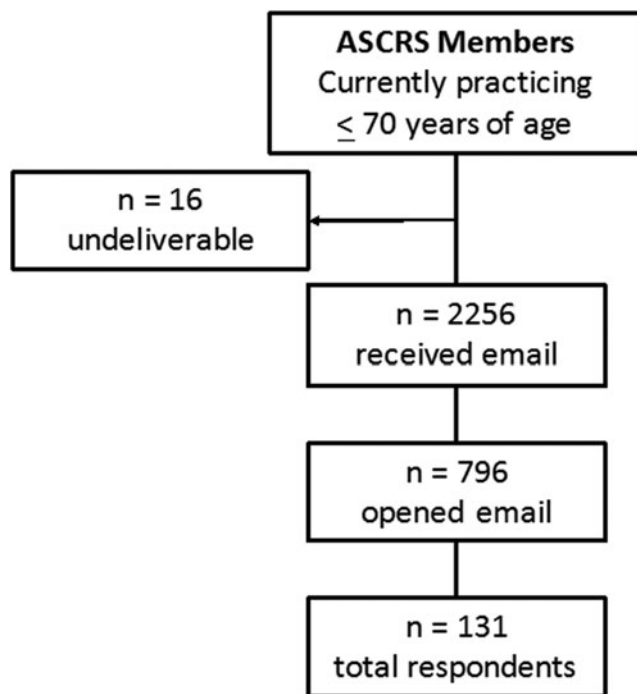 ASCRS Members
Currently practicing
≤ 70 years of age
n = 16
undeliverable
n = 2256
received email
n = 796
opened email
n = 131
total respondents